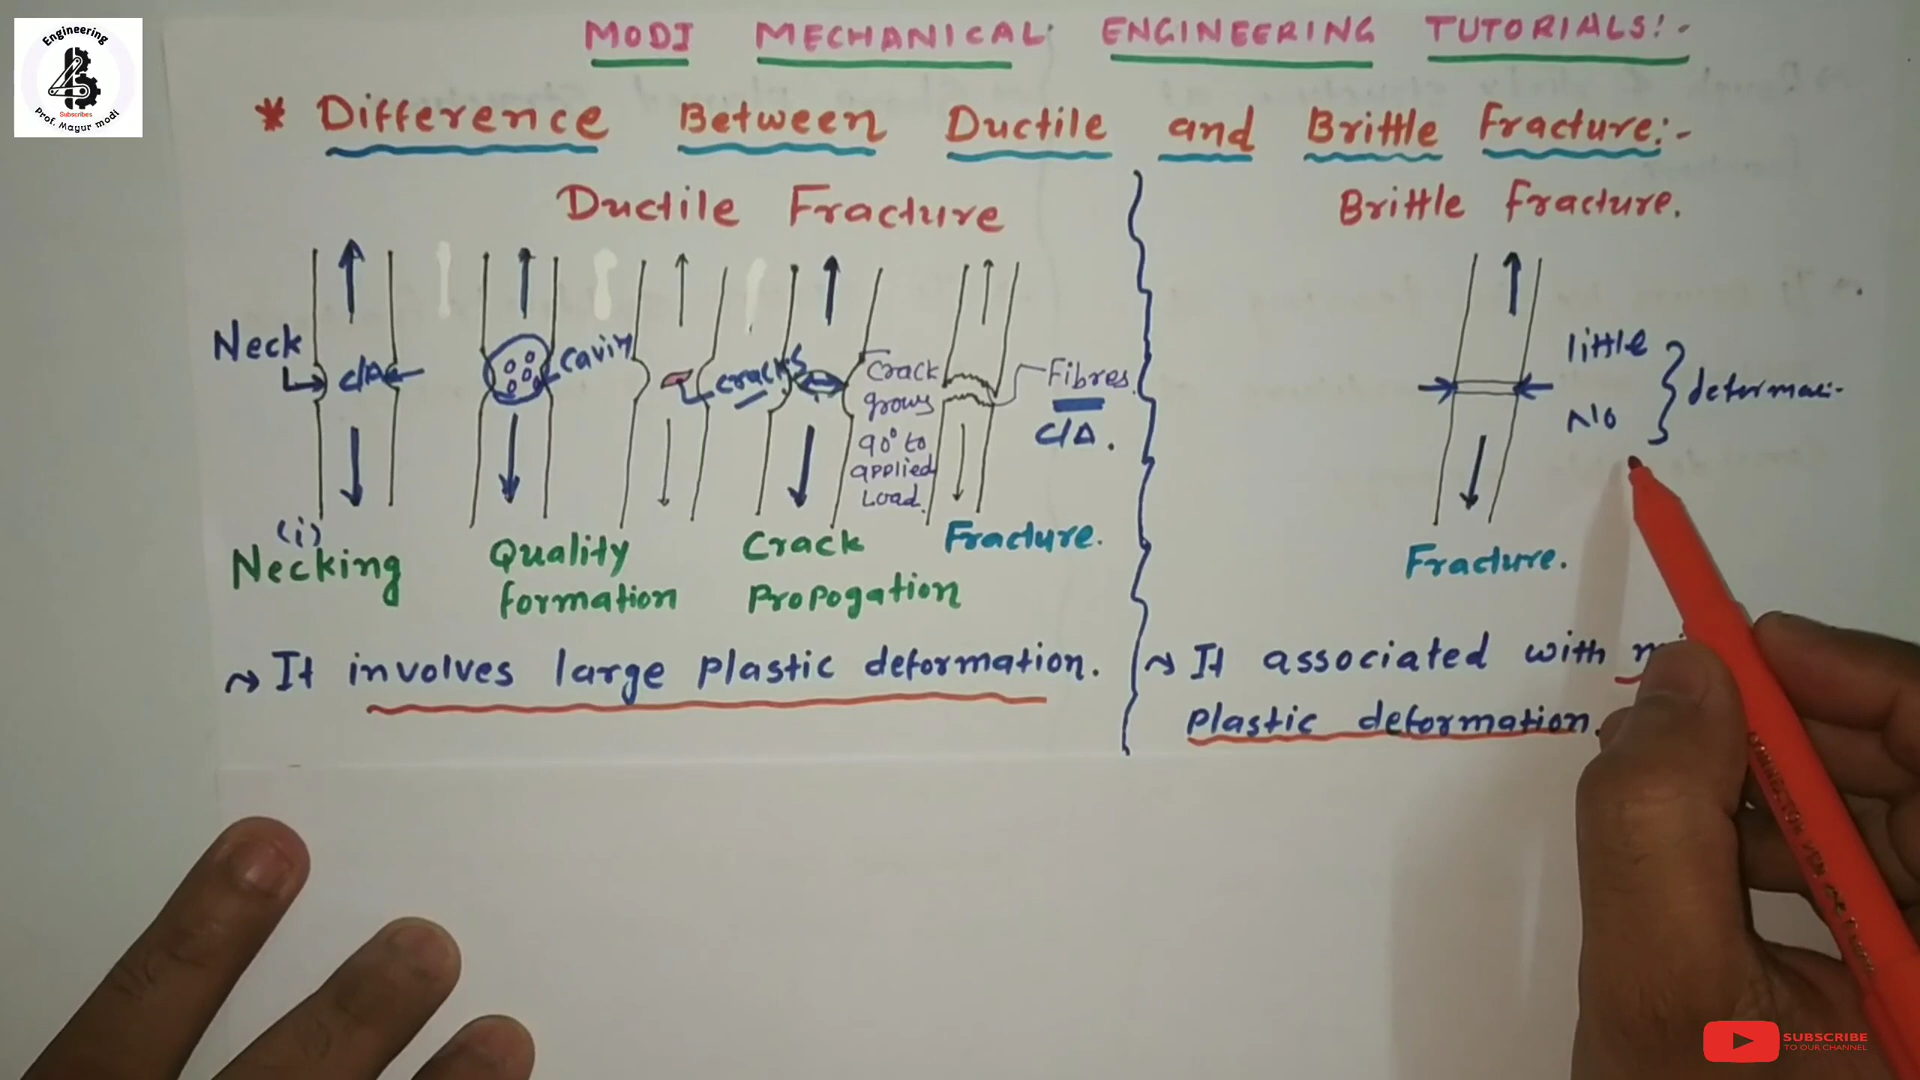 Engineering
Subscribes
Prof. Mayur modi
MODI MECHANICAL ENGINEERING TUTORIALS:-
* Difference Between Ductile and Brittle Fracture:-
Ductile Fracture
Neck
c/A
cavity
cracks
Crack
grows
90° to
applied
Load.
Fibres
C/A.
(i)
Necking
Quality
formation
Crack
Propogation
Fracture.
It involves large plastic deformation.
Brittle Fracture.
little
No
Fracture.
It associated with
plastic deformation.
SUBSCRIBE
TO OUR CHANNEL